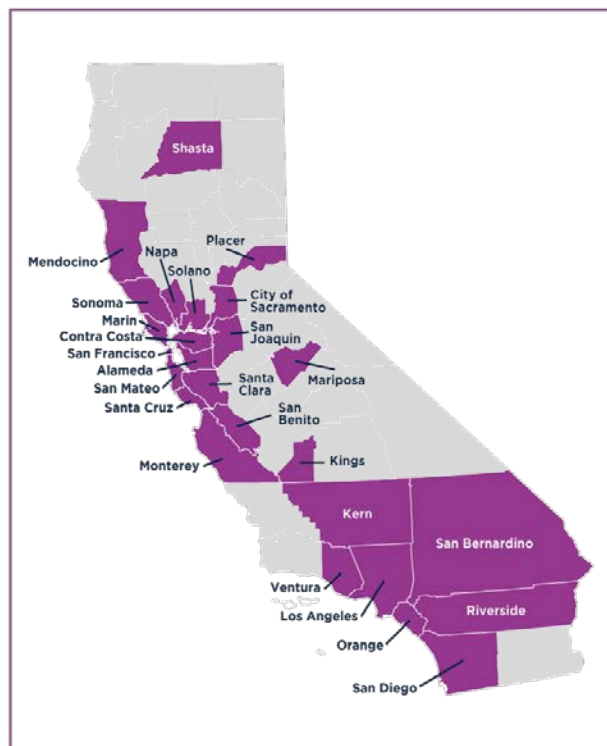 Shasta
Mendocino
Napa
Solano
Placer
Sonoma
City of
Sacramento
Marin
Contra Costa
San
Joaquin
San Francisco
Alameda
San Mateo
Santa
Clara
Mariposa
Santa Cruz
San
Benito
Monterey
Kings
Kern
San Bernardino
Ventura
Los Angeles
Riverside
Orange
San Diego